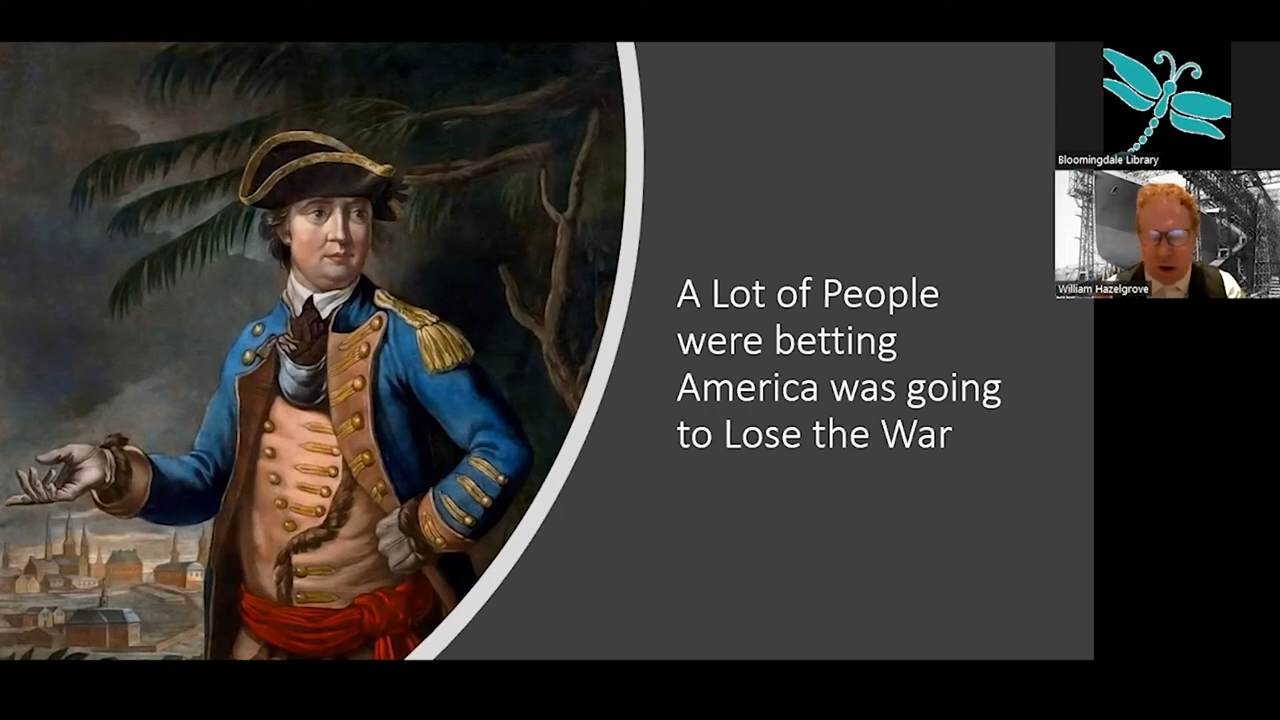 A Lot of People
were betting
America was going
to Lose the War
Bloomingdale Library
William Hazelgrove